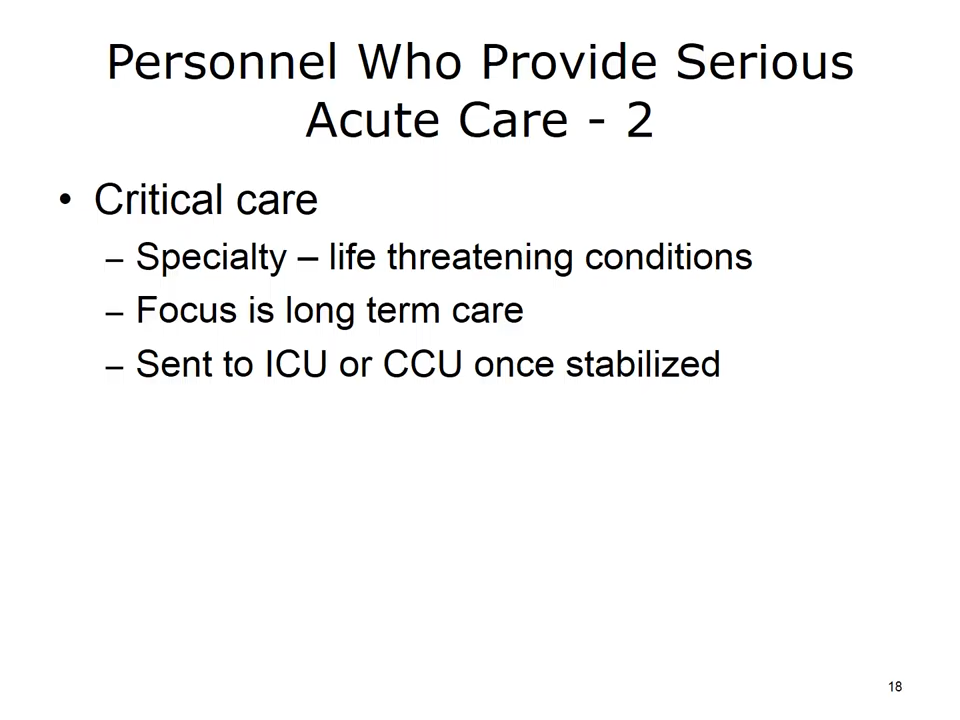 Personnel Who Provide Serious
Acute Care - 2
• Critical care
– Specialty – life threatening conditions
– Focus is long term care
– Sent to ICU or CCU once stabilized
18